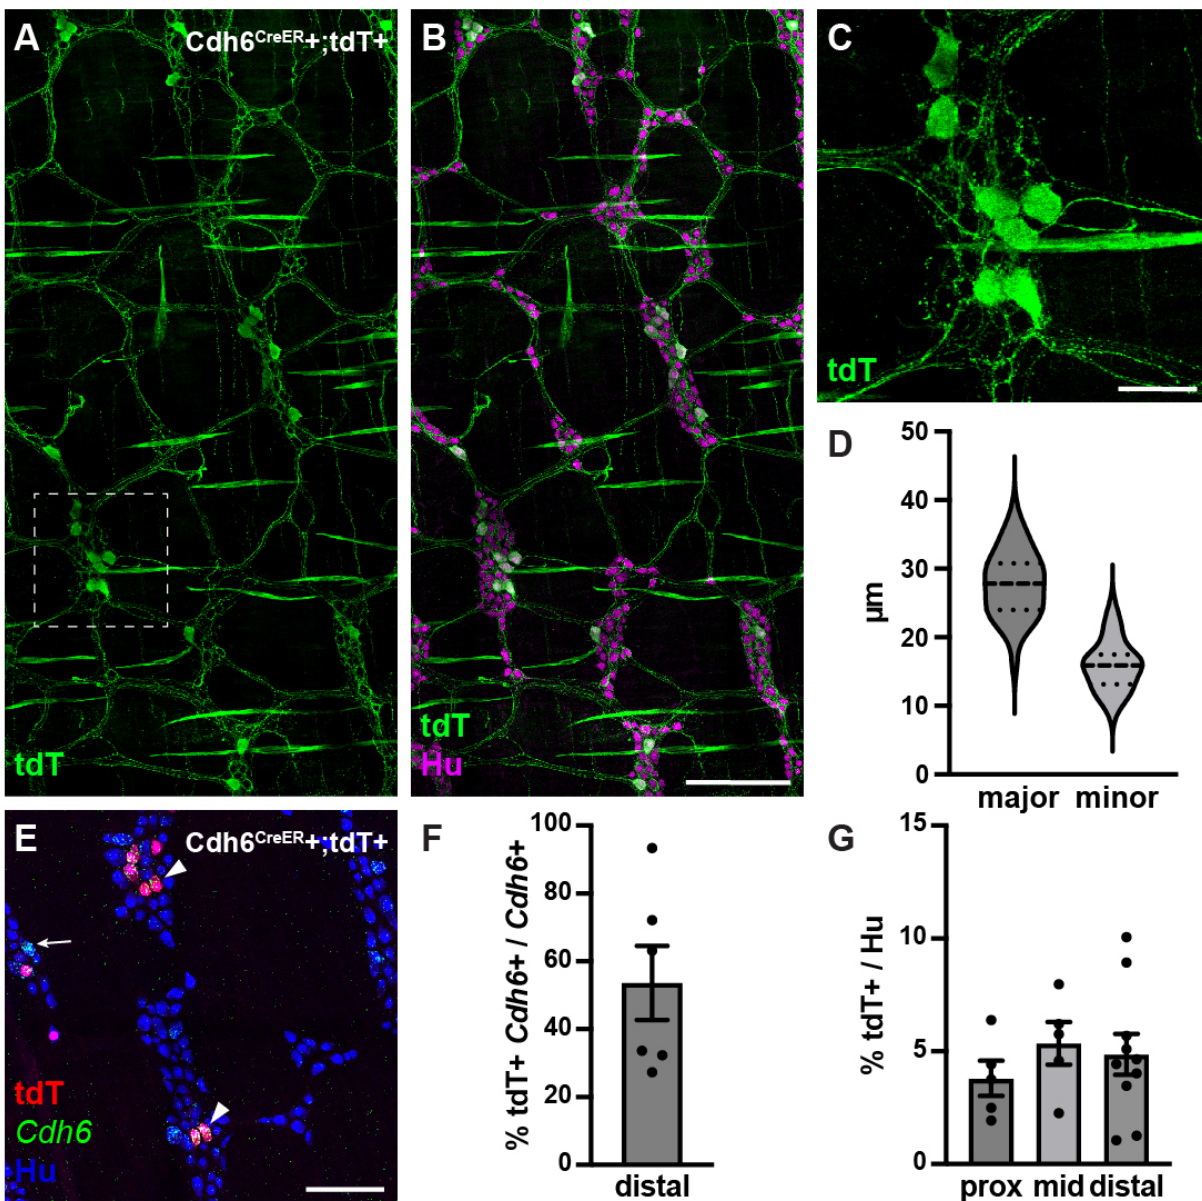 A
Cdh6CreER+;tdT+
tdT
B
tdT
Hu
C
tdT
D
50
40
30
20
10
0
µm
major minor
E
Cdh6CreER+;tdT+
tdT
Cdh6
Hu
F
100
80
60
40
20
0
% tdT+ Cdh6+ / Cdh6+
distal
G
15
10
5
0
% tdT+ / Hu
prox mid distal